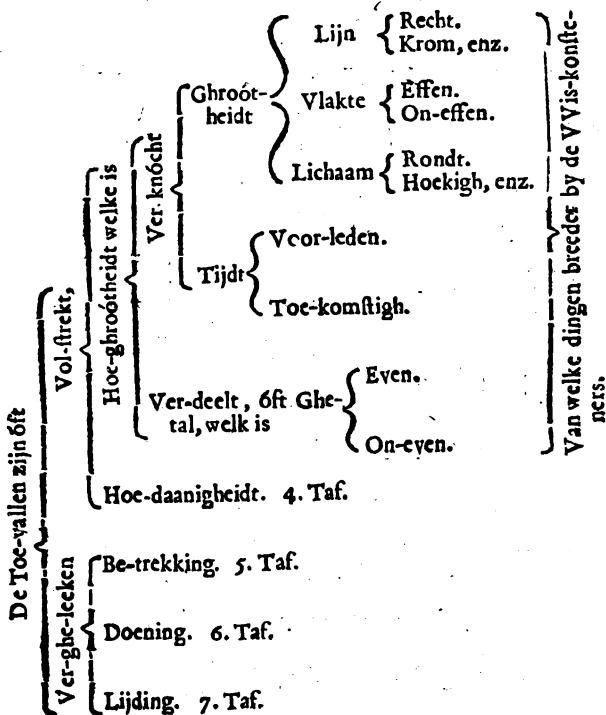 De Toe-vallen zijn óft
Vol-ſtrekt,
Hoe-ghroótheidt welke is
Ver-knócht
Ghroót-
heidt
Lijn
Recht.
Krom, enz.
Vlakte
Effen.
On-effen.
Lichaam
Rondt.
Hoekigh, enz.
Tijdt
Voor-leden.
Toe-komſtigh.
Ver-deelt, óft Ghe-
tal, welk is
Even.
On-even.
Van welke dingen breeder by de VVis-konſte-
ners.
Hoe-daanigheidt. 4. Taf.
Ver-ghe-leeken
Be-trekking. 5. Taf.
Doening. 6. Taf.
Lijding. 7. Taf.